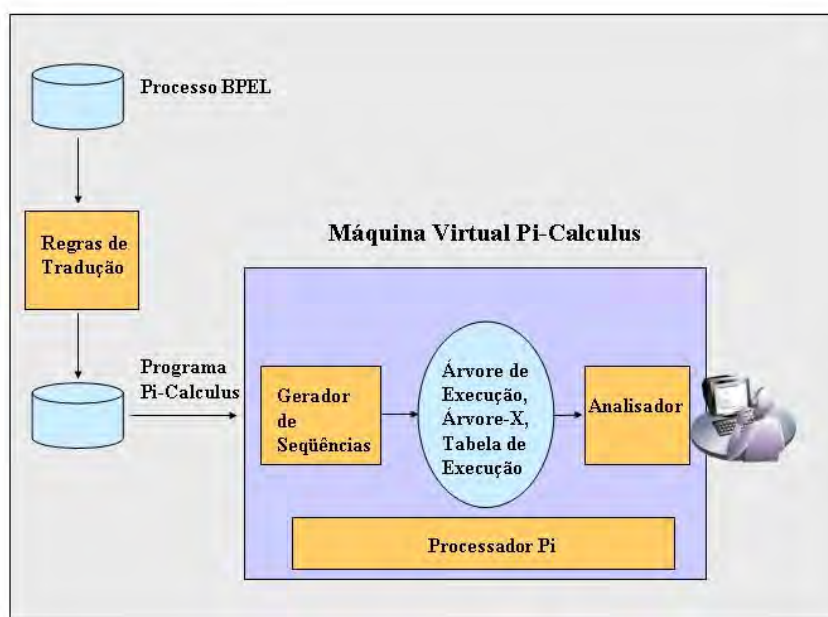 Processo BPEL
Regras de
Tradução
Máquina Virtual Pi-Calculus
Programa
Pi-Calculus
Gerador
de
Seqüências
Árvore de
Execução,
Árvore-X,
Tabela de
Execução
Analisador
Processador Pi